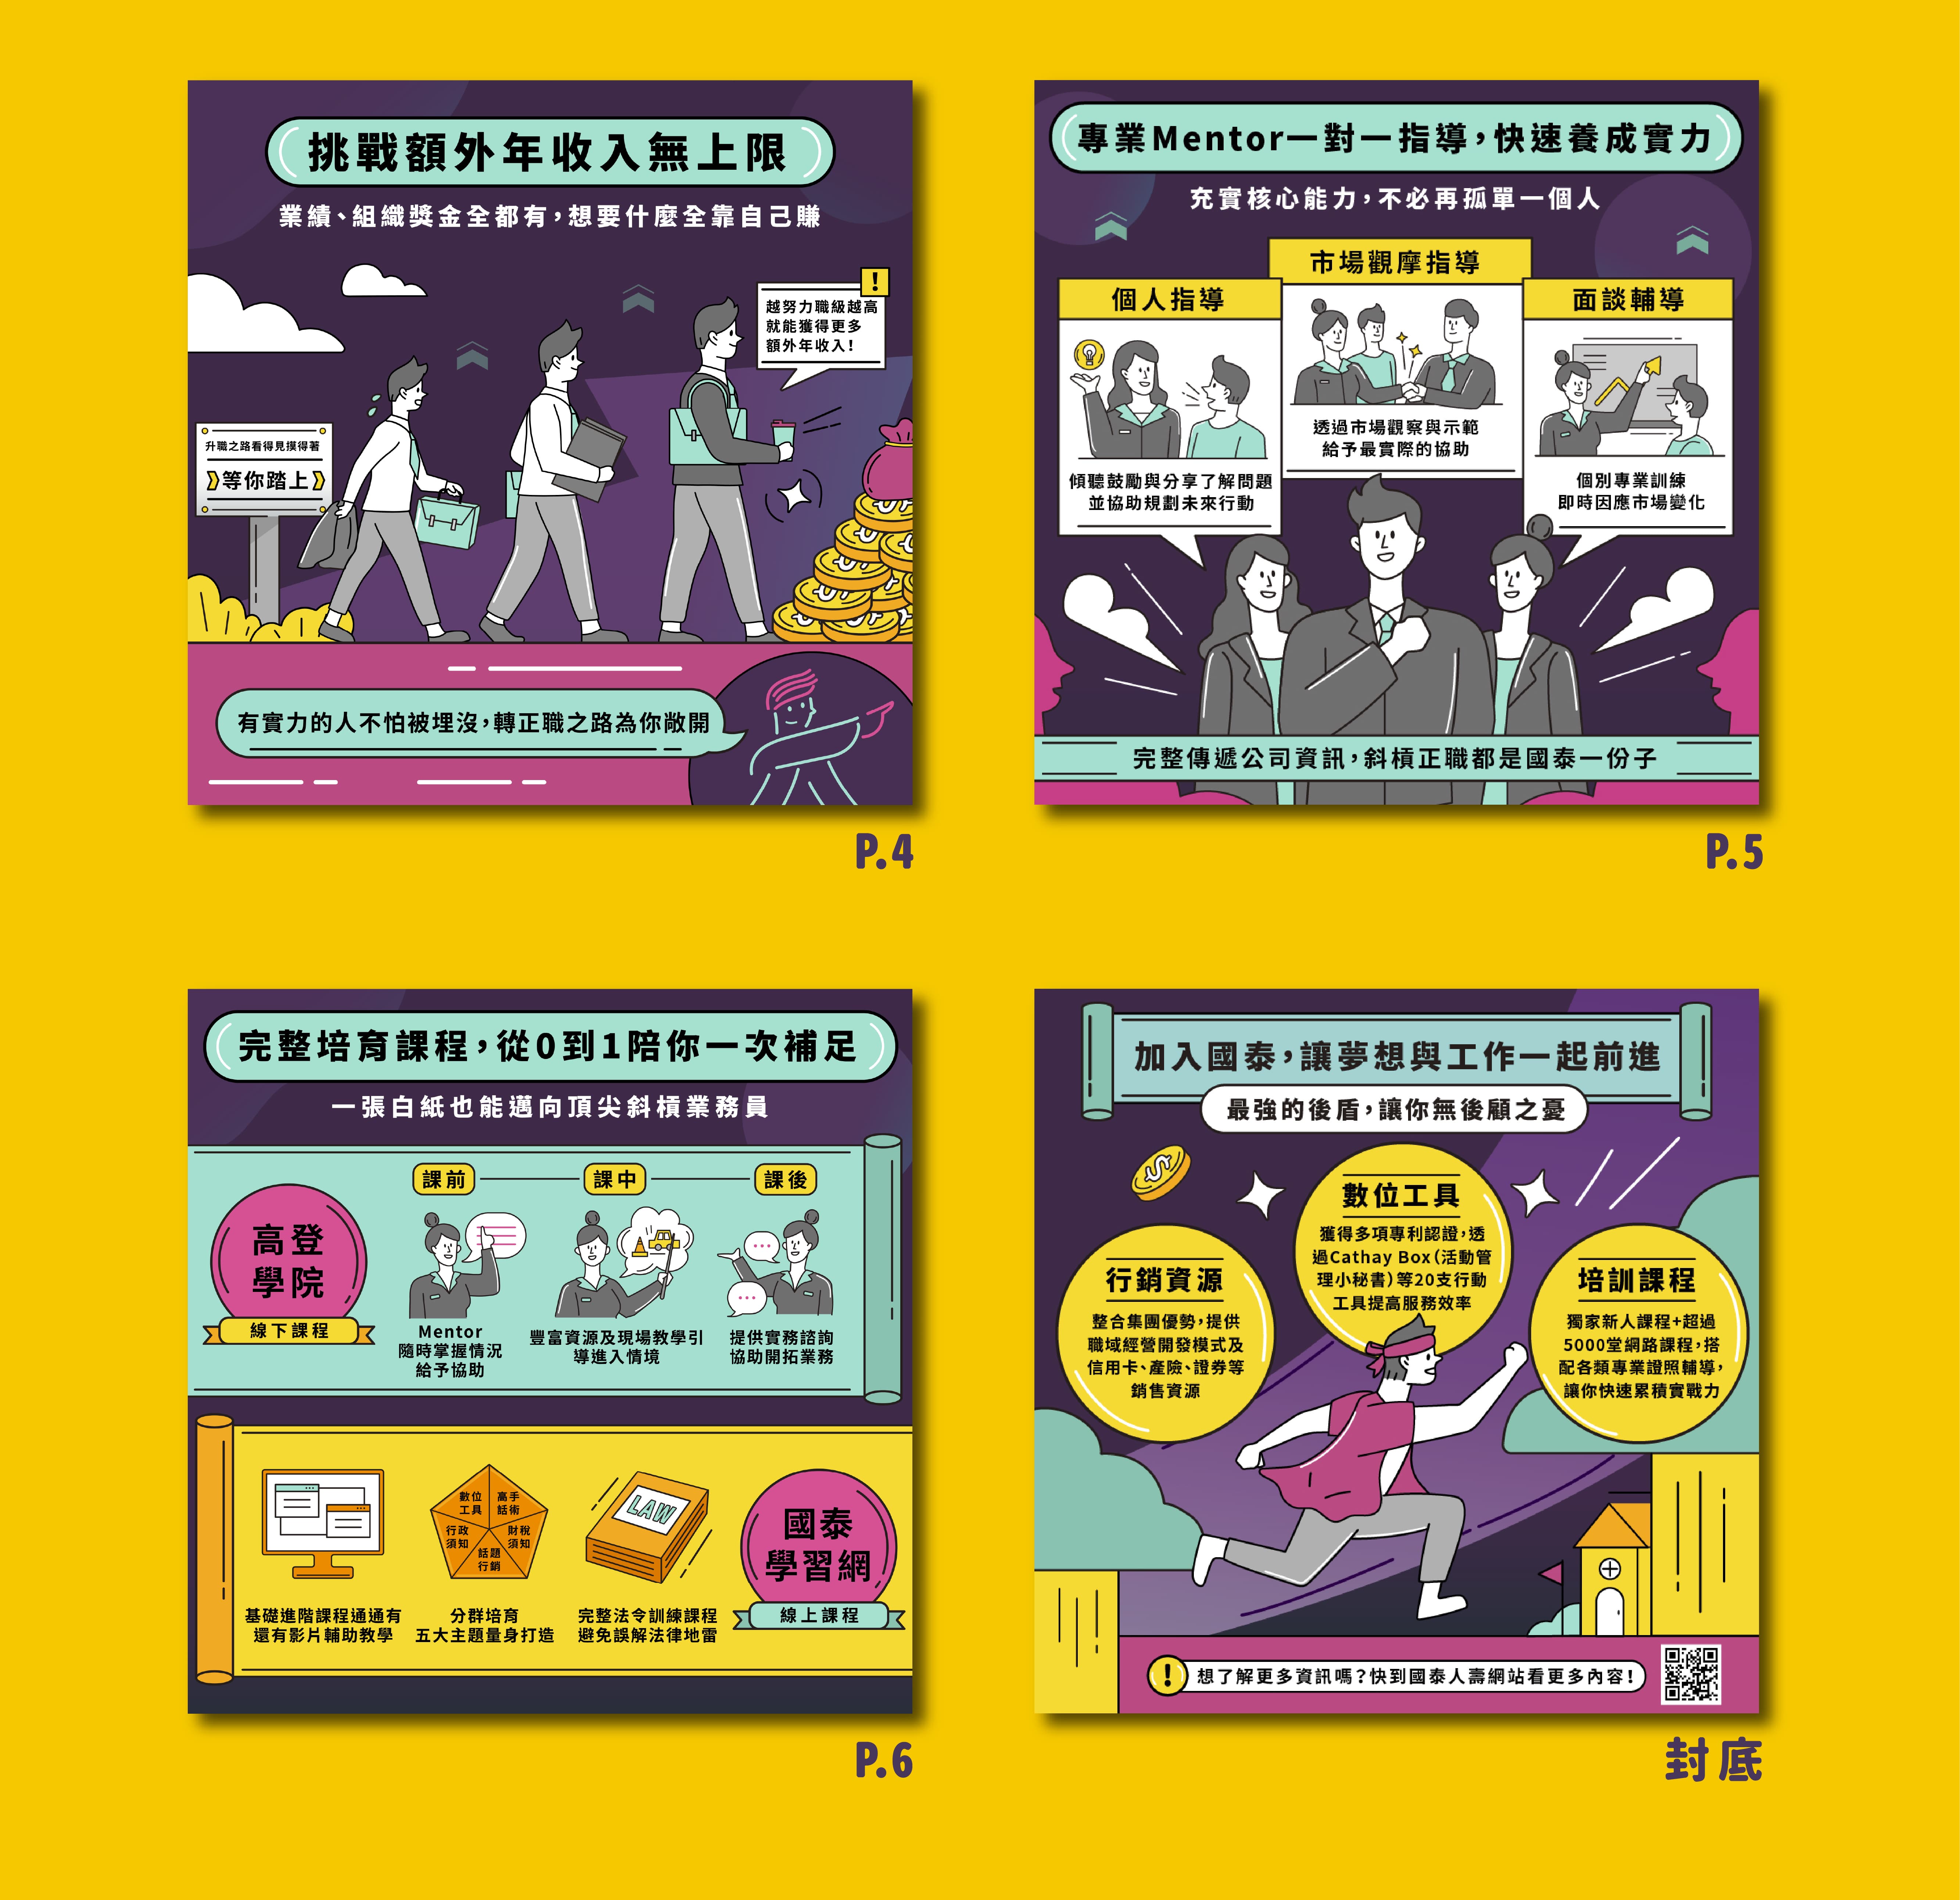 挑戰額外年收入無上限
業績、組織獎金全都有，想要什麼全靠自己賺
!
越努力職級越高
就能獲得更多
額外年收入！
升職之路看得見摸得著
》等你踏上》
有實力的人不怕被埋沒，轉正職之路為你敞開
P.4
專業Mentor一對一指導，快速養成實力
充實核心能力，不必再孤單一個人
個人指導
傾聽鼓勵與分享了解問題
並協助規劃未來行動
市場觀摩指導
透過市場觀察與示範
給予最實際的協助
面談輔導
個別專業訓練
即時因應市場變化
完整傳遞公司資訊，斜槓正職都是國泰一份子
P.5
完整培育課程，從0到1陪你一次補足
一張白紙也能邁向頂尖斜槓業務員
高登
學院
線下課程
課前
Mentor
隨時掌握情況
給予協助
課中
豐富資源及現場教學引
導進入情境
課後
提供實務諮詢
協助開拓業務
基礎進階課程通通有
還有影片輔助教學
數位
工具
高手
話術
行政
須知
財稅
須知
話題
行銷
分群培育
五大主題量身打造
LAW
完整法令訓練課程
避免誤解法律地雷
國泰
學習網
線上課程
P.6
加入國泰，讓夢想與工作一起前進
最強的後盾，讓你無後顧之憂
行銷資源
整合集團優勢，提供
職域經營開發模式及
信用卡、產險、證券等
銷售資源
數位工具
獲得多項專利認證，透
過Cathay Box（活動管
理小秘書）等20支行動
工具提高服務效率
培訓課程
獨家新人課程+超過
5000堂網路課程，搭
配各類專業證照輔導，
讓你快速累積實戰力
$
!
想了解更多資訊嗎？快到國泰人壽網站看更多內容！
封底